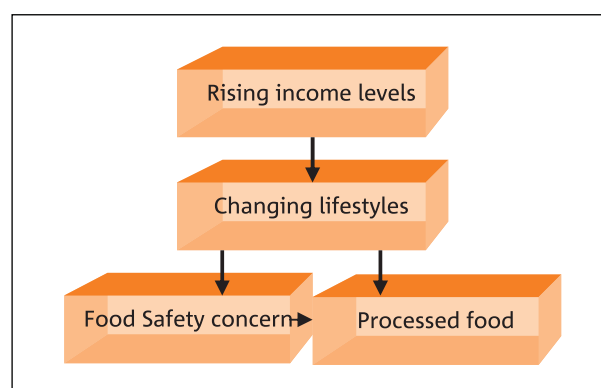 Rising income levels
Changing lifestyles
Food Safety concern
Processed food